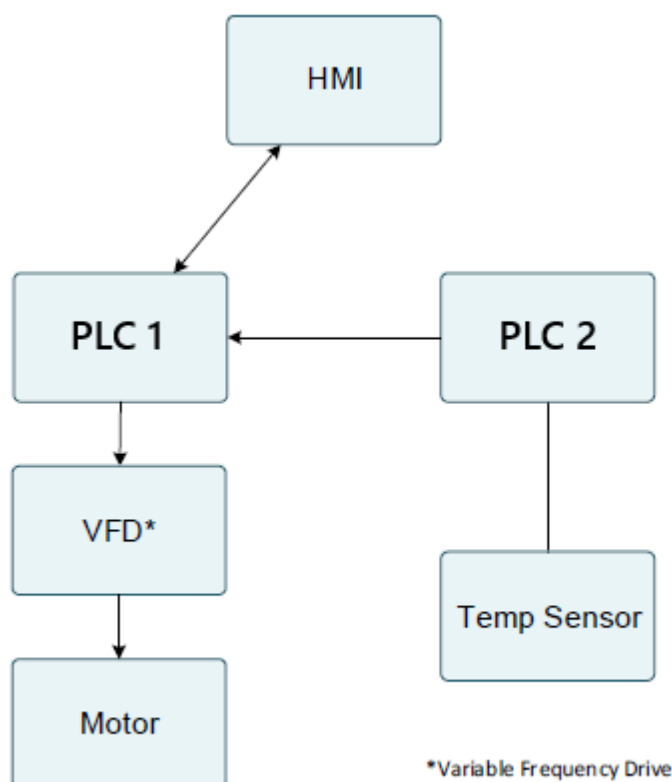 HMI
PLC 1
PLC 2
VFD*
Temp Sensor
Motor
*Variable Frequency Drive